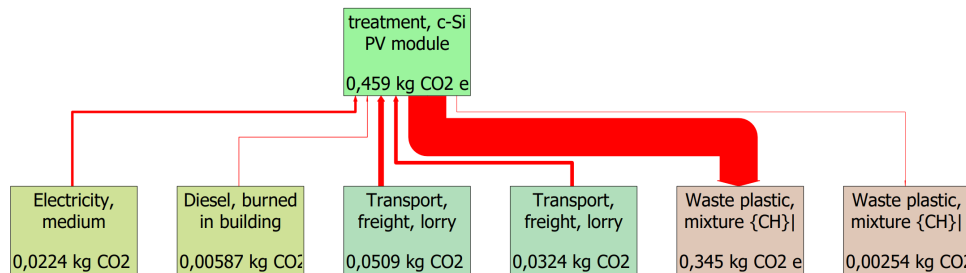 treatment, c-Si
PV module
0,459 kg CO2 e
Electricity,
medium
0,0224 kg CO2
Diesel, burned
in building
0,00587 kg CO2
Transport,
freight, lorry
0,0509 kg CO2
Transport,
freight, lorry
0,0324 kg CO2
Waste plastic,
mixture {CH}|
0,345 kg CO2 e
Waste plastic,
mixture {CH}|
0,00254 kg CO2